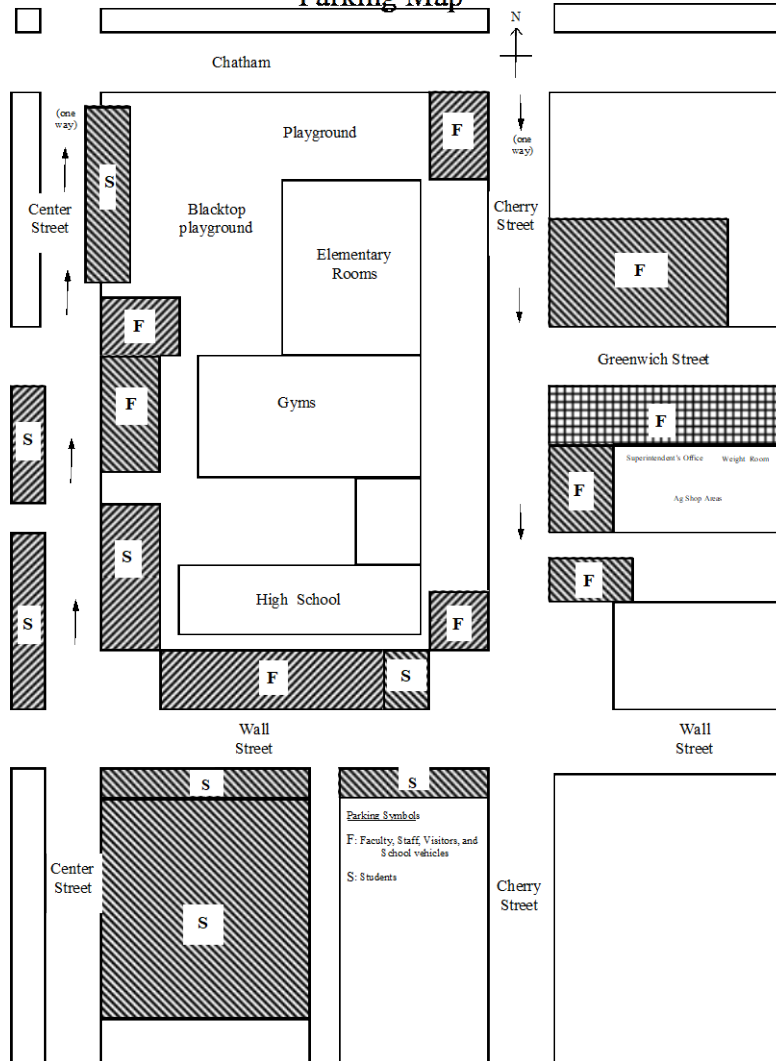 Parking Map
N
Chatham
(one
way)
Playground
F
(one
way)
S
Center
Street
Blacktop
playground
Cherry
Street
Elementary
Rooms
F
F
Greenwich Street
F
Gyms
F
S
Superintendent's Office
Weight Room
F
Ag Shop Areas
S
F
High School
S
F
F
S
Wall
Street
Wall
Street
S
S
Parking Symbols
F: Faculty, Staff, Visitors, and
School vehicles
S: Students
Center
Street
Cherry
Street
S